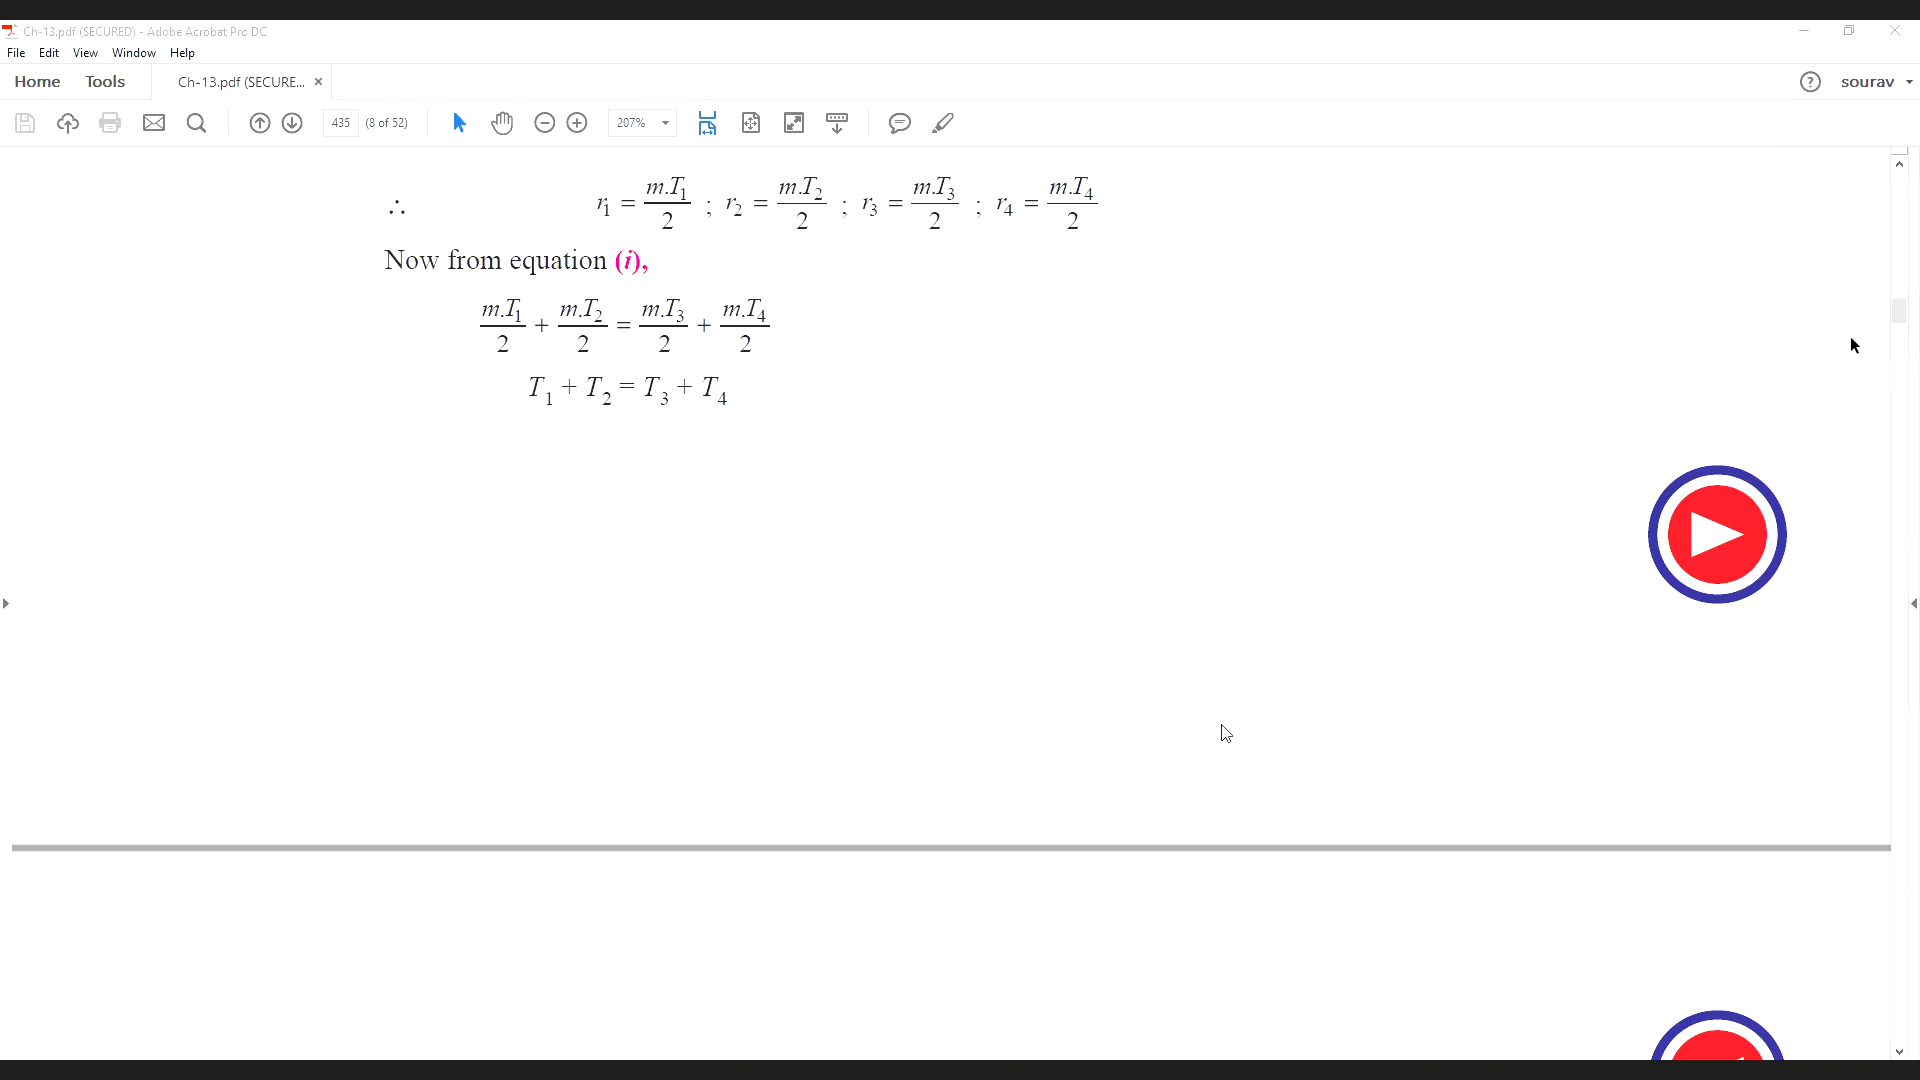 Ch-13.pdf (SECURED) - Adobe Acrobat Pro DC
File Edit View Window Help
Home Tools Ch-13.pdf (SECURE... × ? sourav
435 (8 of 52) 207%
∴ r₁ = m.T₁/2 ; r₂ = m.T₂/2 ; r₃ = m.T₃/2 ; r₄ = m.T₄/2
Now from equation (i),
m.T₁/2 + m.T₂/2 = m.T₃/2 + m.T₄/2
T₁ + T₂ = T₃ + T₄